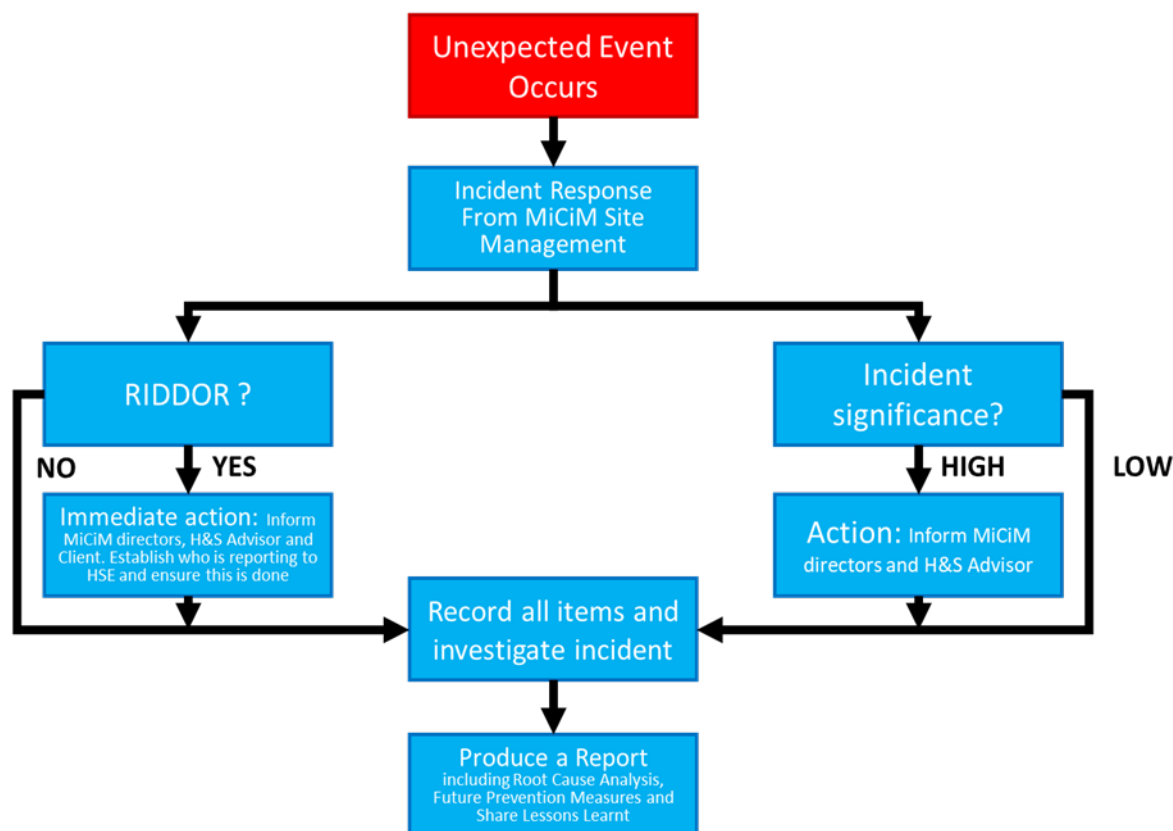 Unexpected Event
Occurs
Incident Response
From MiCiM Site
Management
RIDDOR ?
Incident
significance?
NO
YES
HIGH
LOW
Immediate action: Inform
MiCiM directors, H&S Advisor and
Client. Establish who is reporting to
HSE and ensure this is done
Action: Inform MiCiM
directors and H&S Advisor
Record all items and
investigate incident
Produce a Report
including Root Cause Analysis,
Future Prevention Measures and
Share Lessons Learnt